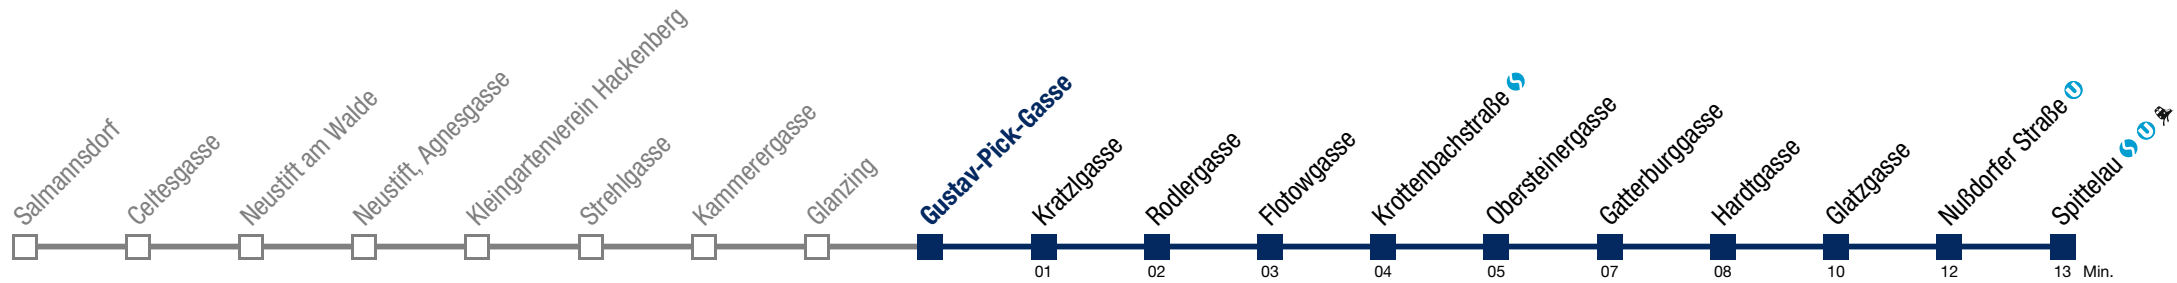 Salmannsdorf
Celtesgasse
Neustift am Walde
Neustift, Agnesgasse
Kleingartenverein Hackenberg
Strehlgasse
Kammerergasse
Glanzing
Gustav-Pick-Gasse
Kratzlgasse
Rodlergasse
Flotowgasse
Krottenbachstraße
Obersteinergasse
Gatterburggasse
Hardtgasse
Glatzgasse
Nußdorfer Straße
Spittelau
01 02 03 04 05 07 08 10 12 13 Min.